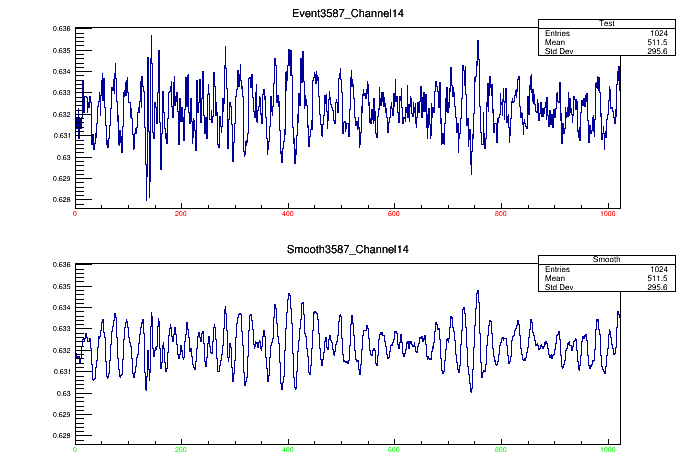 Event3587_Channel14
Test
Entries 1024
Mean 511.5
Std Dev 295.6
0.636
0.635
0.634
0.633
0.632
0.631
0.63
0.629
0.628
0 200 400 600 800 1000
Smooth3587_Channel14
Smooth
Entries 1024
Mean 511.5
Std Dev 295.6
0.636
0.635
0.634
0.633
0.632
0.631
0.63
0.629
0.628
0 200 400 600 800 1000